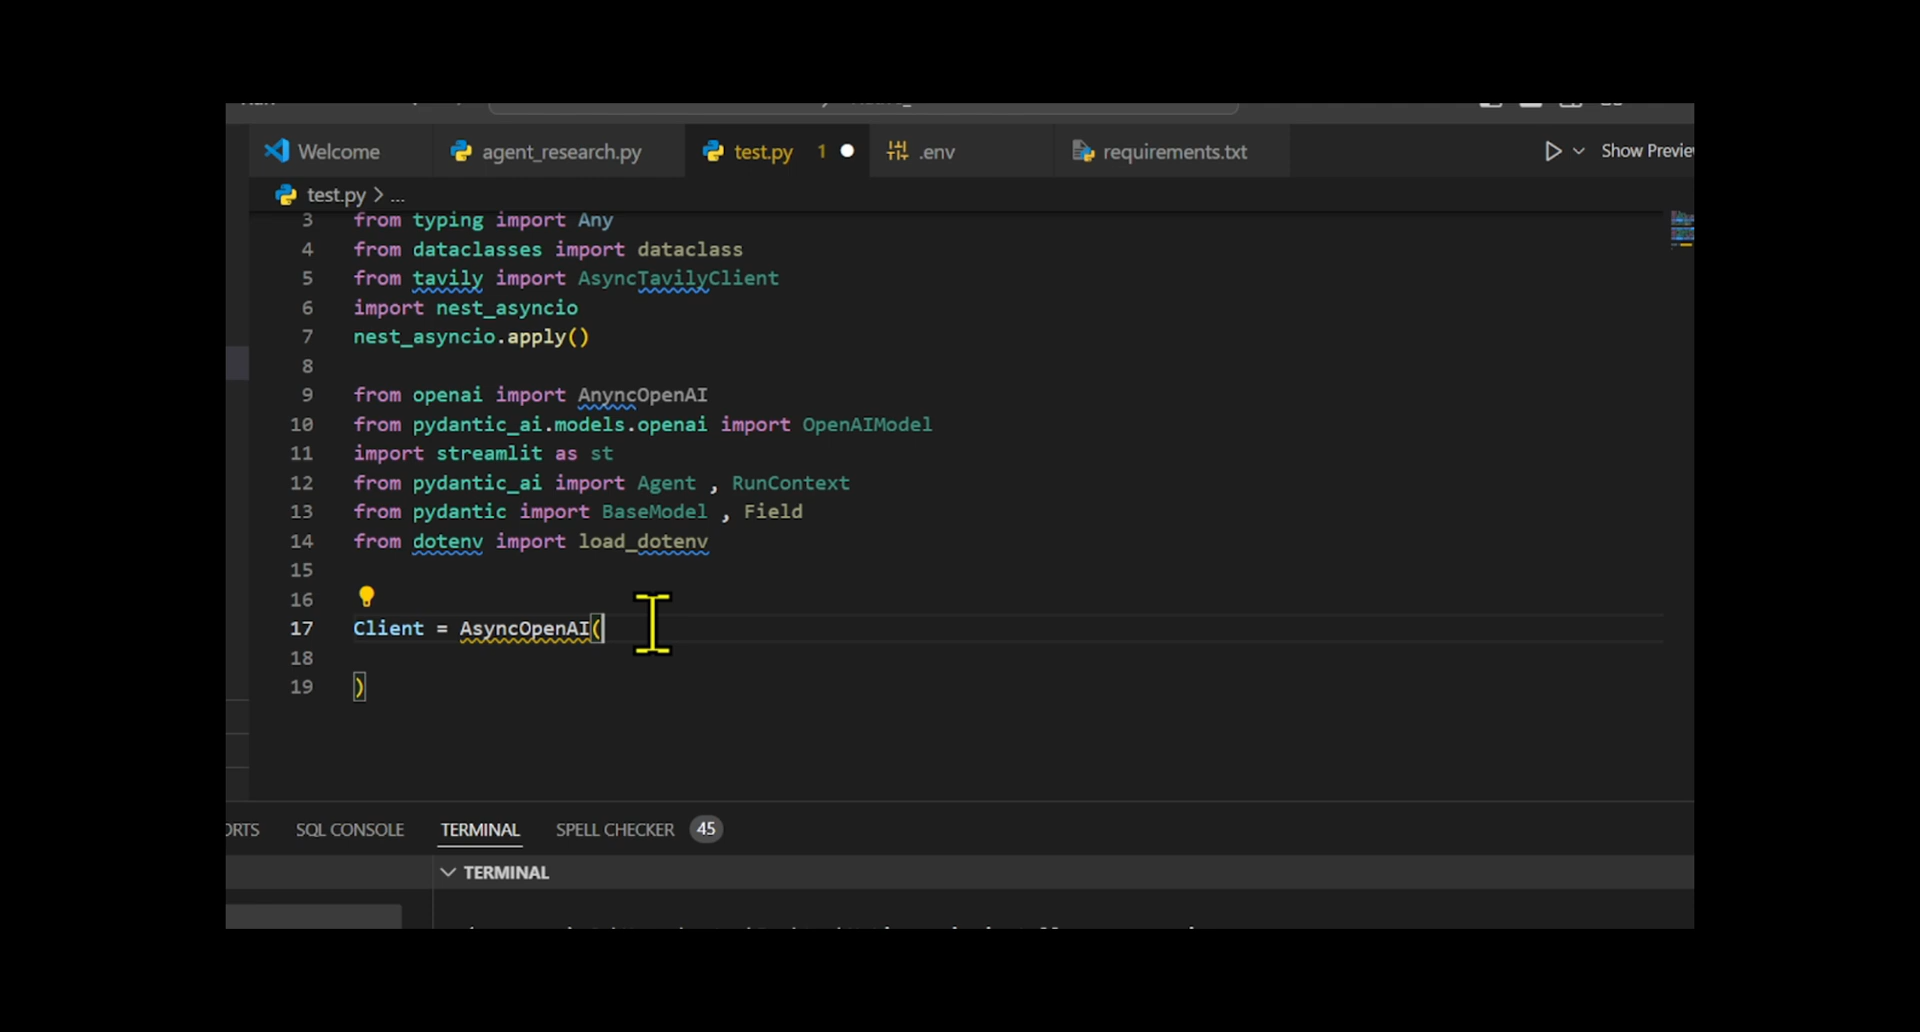 Welcome
agent_research.py
test.py 1
.env
requirements.txt
Show Previe
test.py > ...
3 from typing import Any
4 from dataclasses import dataclass
5 from tavily import AsyncTavilyClient
6 import nest_asyncio
7 nest_asyncio.apply()
8
9 from openai import AnyncOpenAI
10 from pydantic_ai.models.openai import OpenAIModel
11 import streamlit as st
12 from pydantic_ai import Agent , RunContext
13 from pydantic import BaseModel , Field
14 from dotenv import load_dotenv
15
16
17 Client = AsyncOpenAI(
18
19 )
ORTS SQL CONSOLE TERMINAL SPELL CHECKER 45
TERMINAL